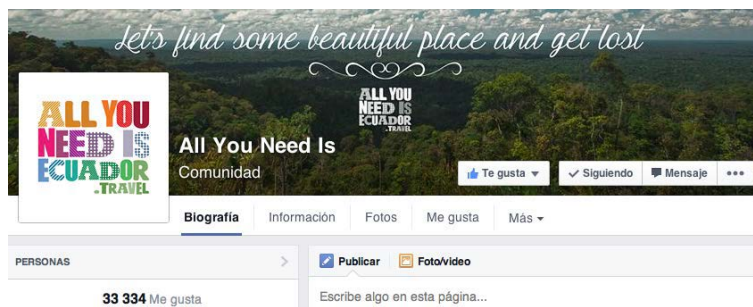 Let's find some beautiful place and get lost
ALL YOU
NEED IS
ECUADOR
.TRAVEL
ALL YOU
NEED IS
ECUADOR
.TRAVEL
All You Need Is
Comunidad
Te gusta
Siguiendo
Mensaje
Biografía
Información
Fotos
Me gusta
Más
PERSONAS
33 334 Me gusta
Publicar
Foto/video
Escribe algo en esta página...